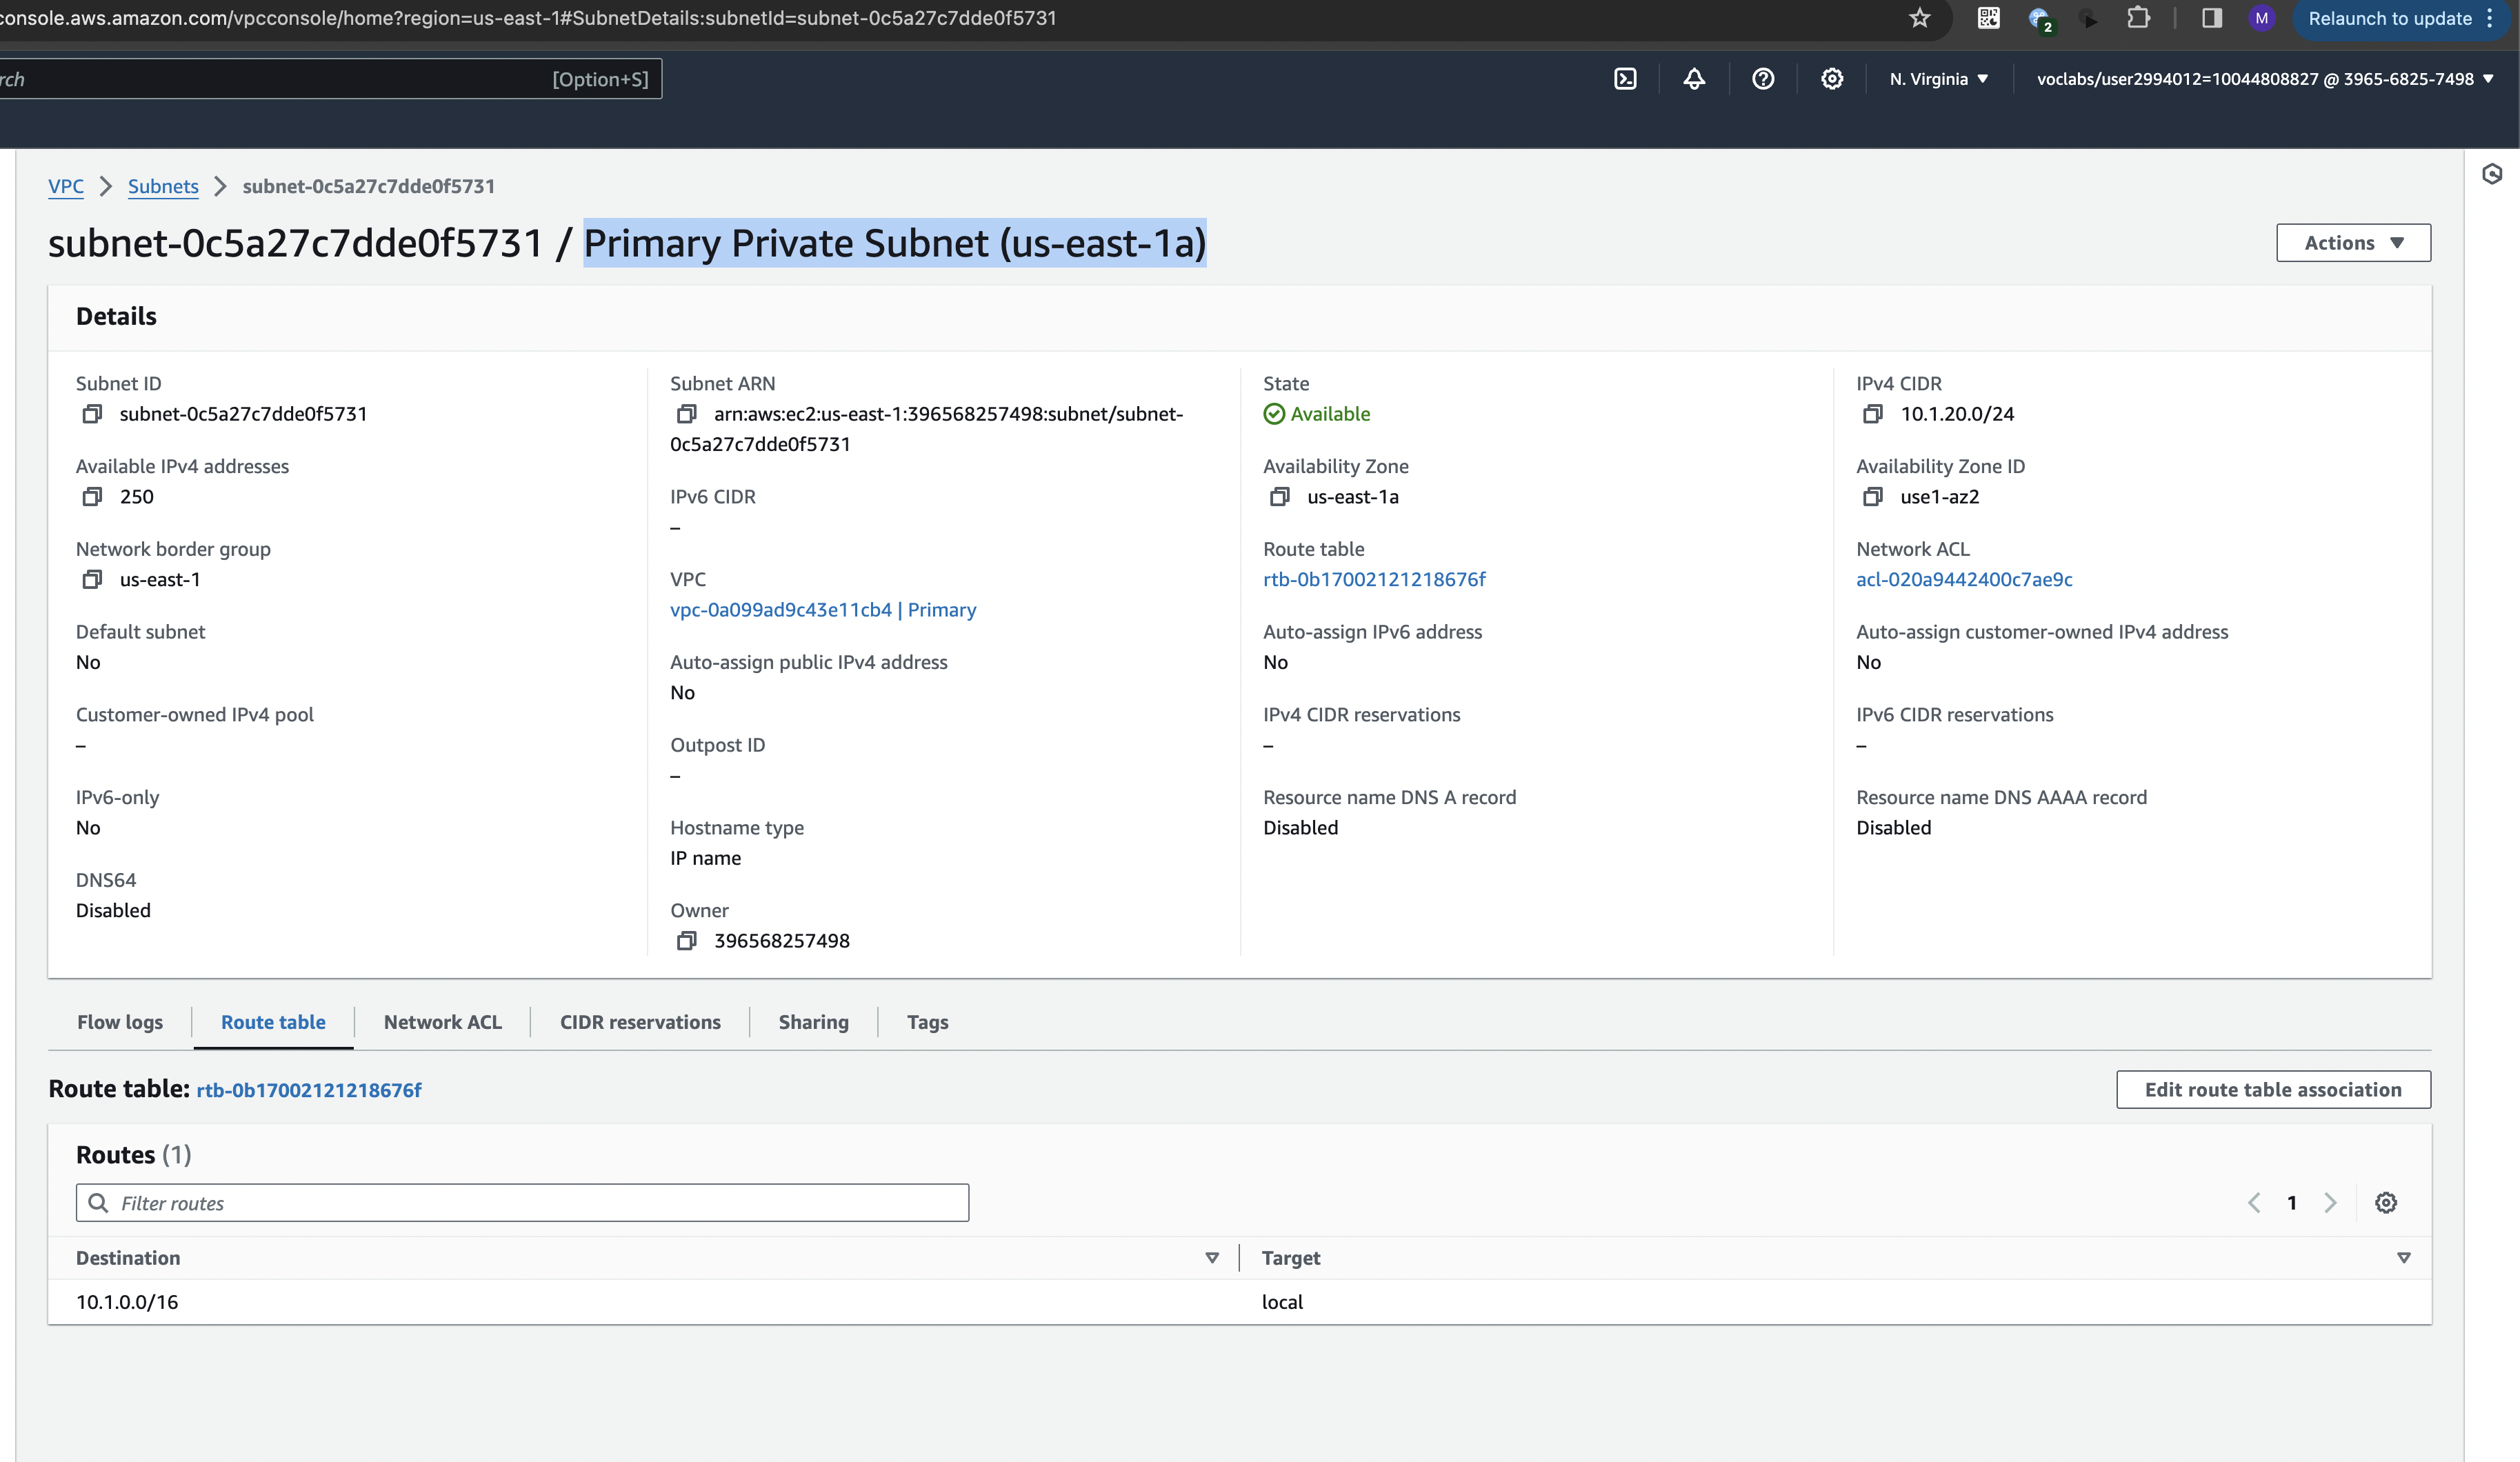 console.aws.amazon.com/vpcconsole/home?region=us-east-1#SubnetDetails:subnetId=subnet-0c5a27c7dde0f5731
2
M
Relaunch to update
rch
[Option+S]
N. Virginia
voclabs/user2994012=10044808827 @ 3965-6825-7498
VPC
Subnets
subnet-0c5a27c7dde0f5731
subnet-0c5a27c7dde0f5731 / Primary Private Subnet (us-east-1a)
Actions
Details
Subnet ID
subnet-0c5a27c7dde0f5731
Available IPv4 addresses
250
Network border group
us-east-1
Default subnet
No
Customer-owned IPv4 pool
–
IPv6-only
No
DNS64
Disabled
Subnet ARN
arn:aws:ec2:us-east-1:396568257498:subnet/subnet-
0c5a27c7dde0f5731
IPv6 CIDR
–
VPC
vpc-0a099ad9c43e11cb4 | Primary
Auto-assign public IPv4 address
No
Outpost ID
–
Hostname type
IP name
Owner
396568257498
State
Available
Availability Zone
us-east-1a
Route table
rtb-0b17002121218676f
Auto-assign IPv6 address
No
IPv4 CIDR reservations
–
Resource name DNS A record
Disabled
IPv4 CIDR
10.1.20.0/24
Availability Zone ID
use1-az2
Network ACL
acl-020a9442400c7ae9c
Auto-assign customer-owned IPv4 address
No
IPv6 CIDR reservations
–
Resource name DNS AAAA record
Disabled
Flow logs
Route table
Network ACL
CIDR reservations
Sharing
Tags
Route table: rtb-0b17002121218676f
Edit route table association
Routes (1)
Filter routes
1
Destination
Target
10.1.0.0/16
local